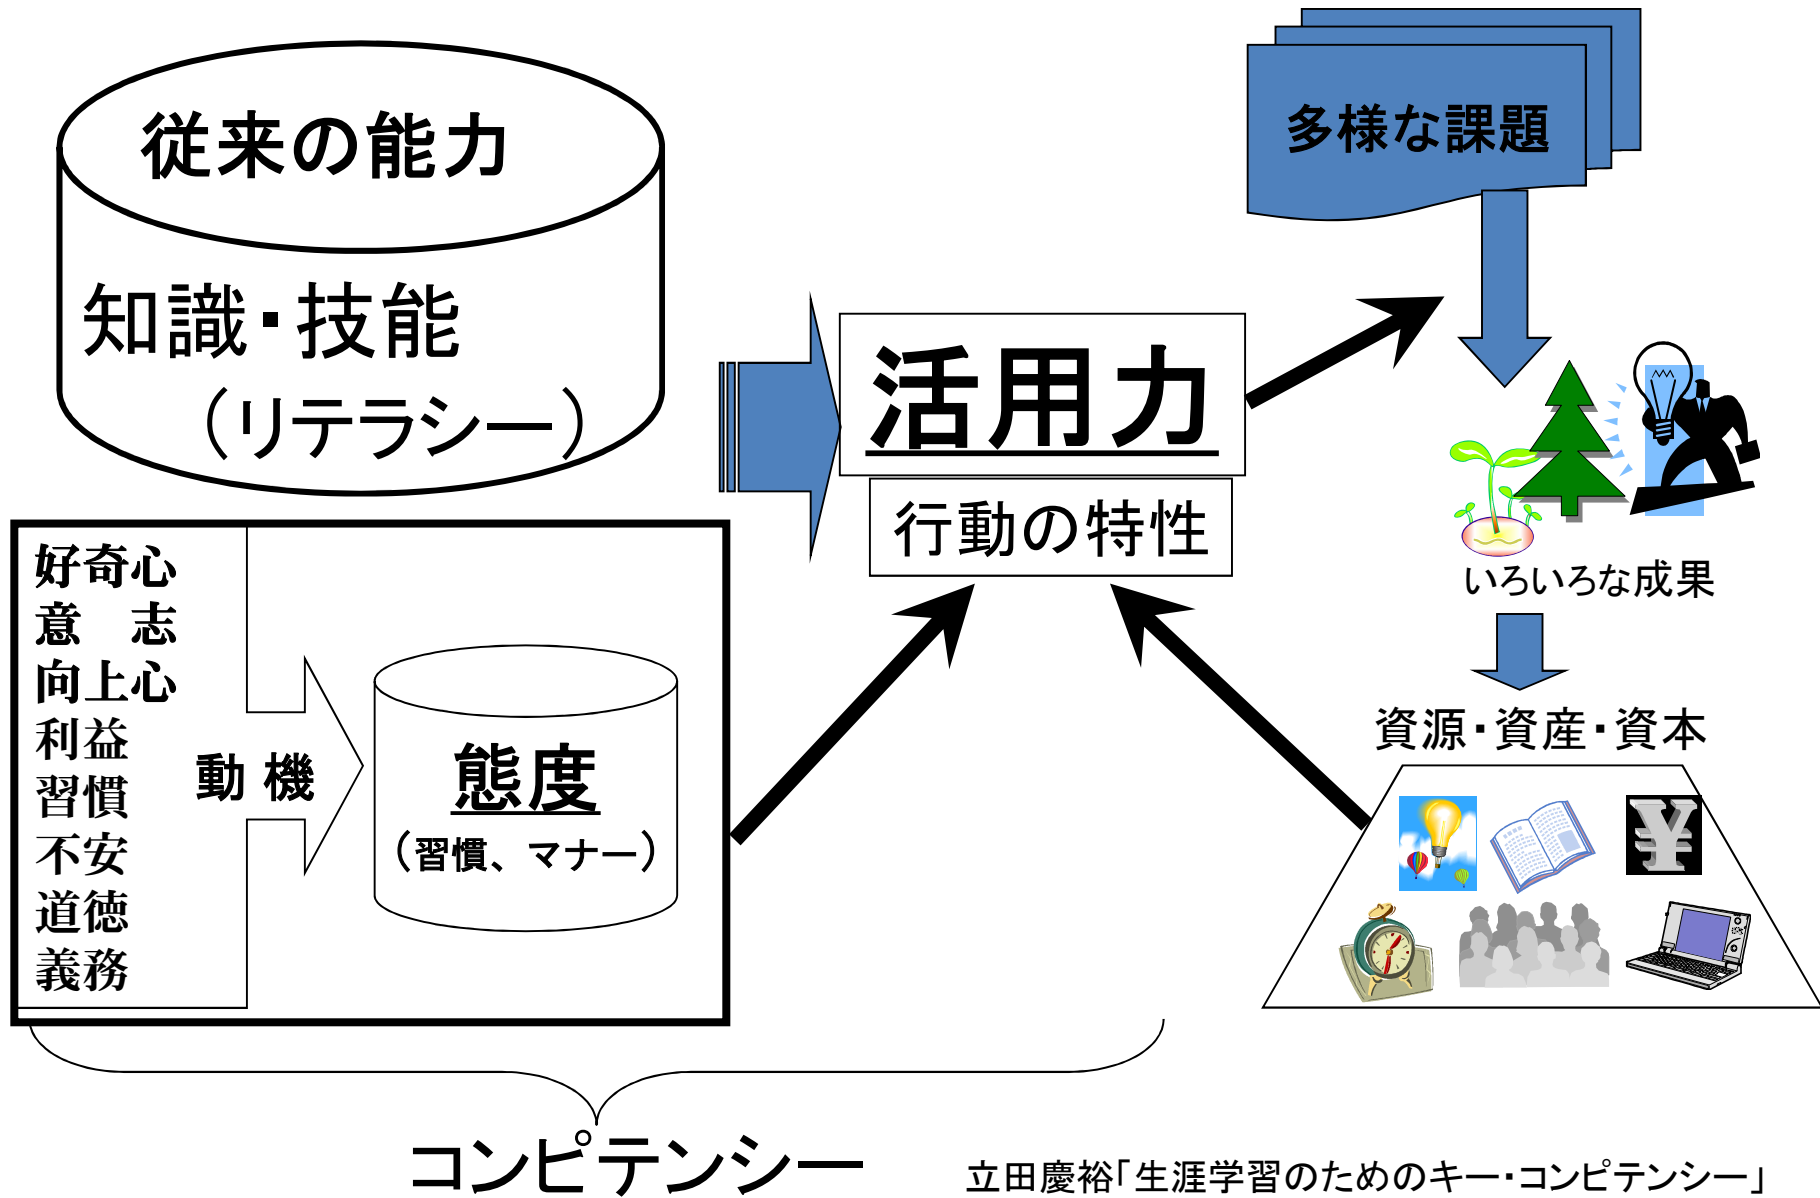 従来の能力
知識・技能
（リテラシー）
多様な課題
活用力
行動の特性
いろいろな成果
資源・資産・資本
¥
好奇心
意　志
向上心
利益
習慣
不安
道徳
義務
動 機
態度
（習慣、マナー）
コンピテンシー
立田慶裕「生涯学習のためのキー・コンピテンシー」